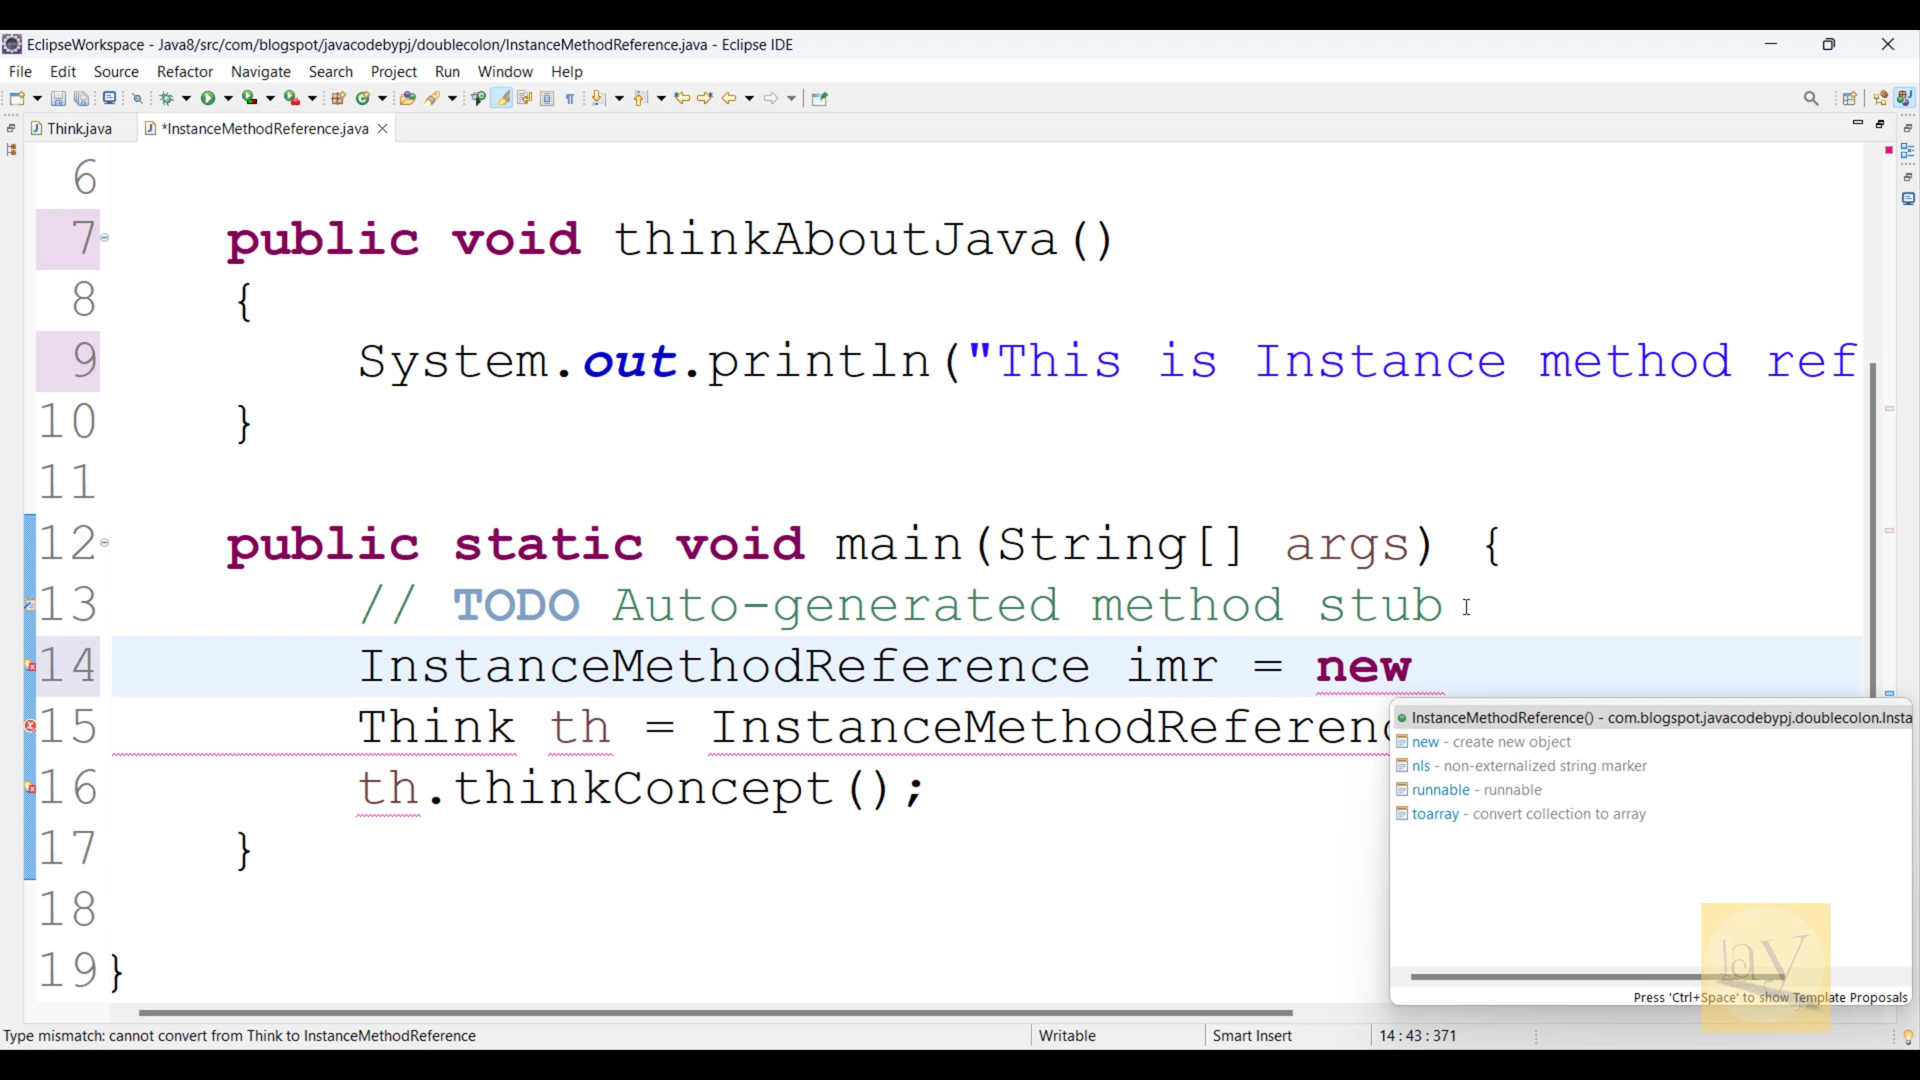 EclipseWorkspace - Java8/src/com/blogspot/javacodebypj/doublecolon/InstanceMethodReference.java - Eclipse IDE
File Edit Source Refactor Navigate Search Project Run Window Help
Think.java *InstanceMethodReference.java
6
7 public void thinkAboutJava()
8 {
9 System.out.println("This is Instance method ref
10 }
11
12 public static void main(String[] args) {
13 // TODO Auto-generated method stub
14 InstanceMethodReference imr = new
15 Think th = InstanceMethodReferenc
16 th.thinkConcept();
17 }
18
19 }
InstanceMethodReference() - com.blogspot.javacodebypj.doublecolon.Insta
new - create new object
nls - non-externalized string marker
runnable - runnable
toarray - convert collection to array
Press 'Ctrl+Space' to show Template Proposals
Type mismatch: cannot convert from Think to InstanceMethodReference
Writable
Smart Insert
14 : 43 : 371